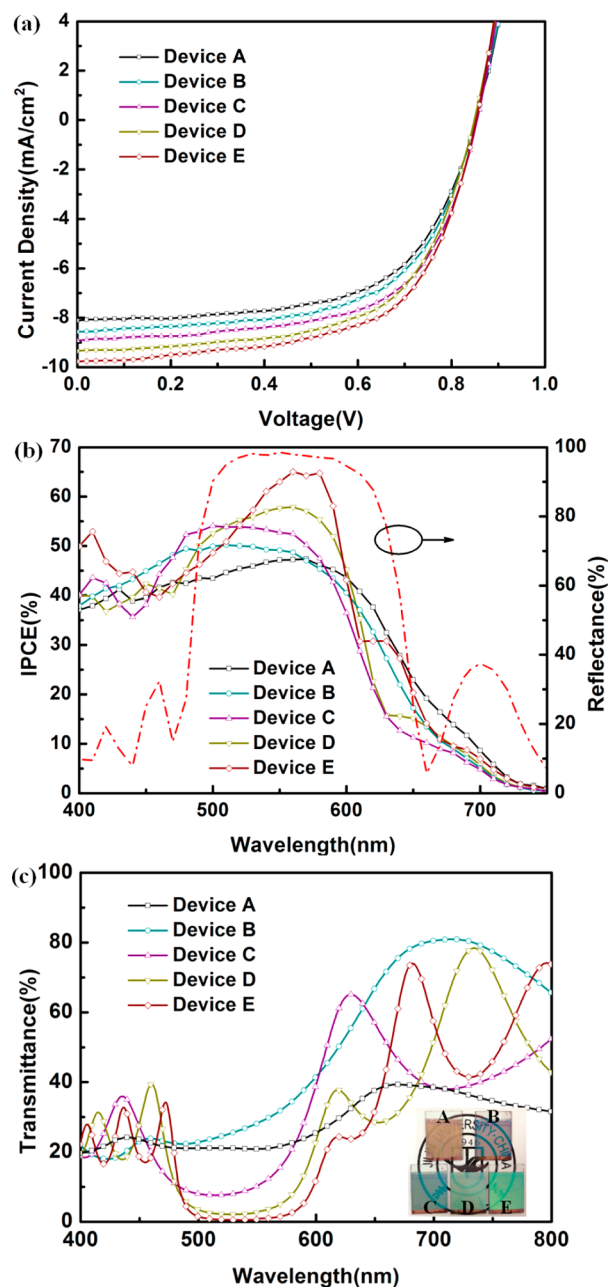 (a)
Device A
Device B
Device C
Device D
Device E
4
2
0
-2
-4
-6
-8
-10
Current Density(mA/cm²)
0.0 0.2 0.4 0.6 0.8 1.0
Voltage(V)
(b)
70
60
50
40
30
20
10
0
IPCE(%)
100
80
60
40
20
0
Reflectance(%)
Device A
Device B
Device C
Device D
Device E
400 500 600 700
Wavelength(nm)
(c)
100
80
60
40
20
0
Transmittance(%)
Device A
Device B
Device C
Device D
Device E
A B
C D E
400 500 600 700 800
Wavelength(nm)